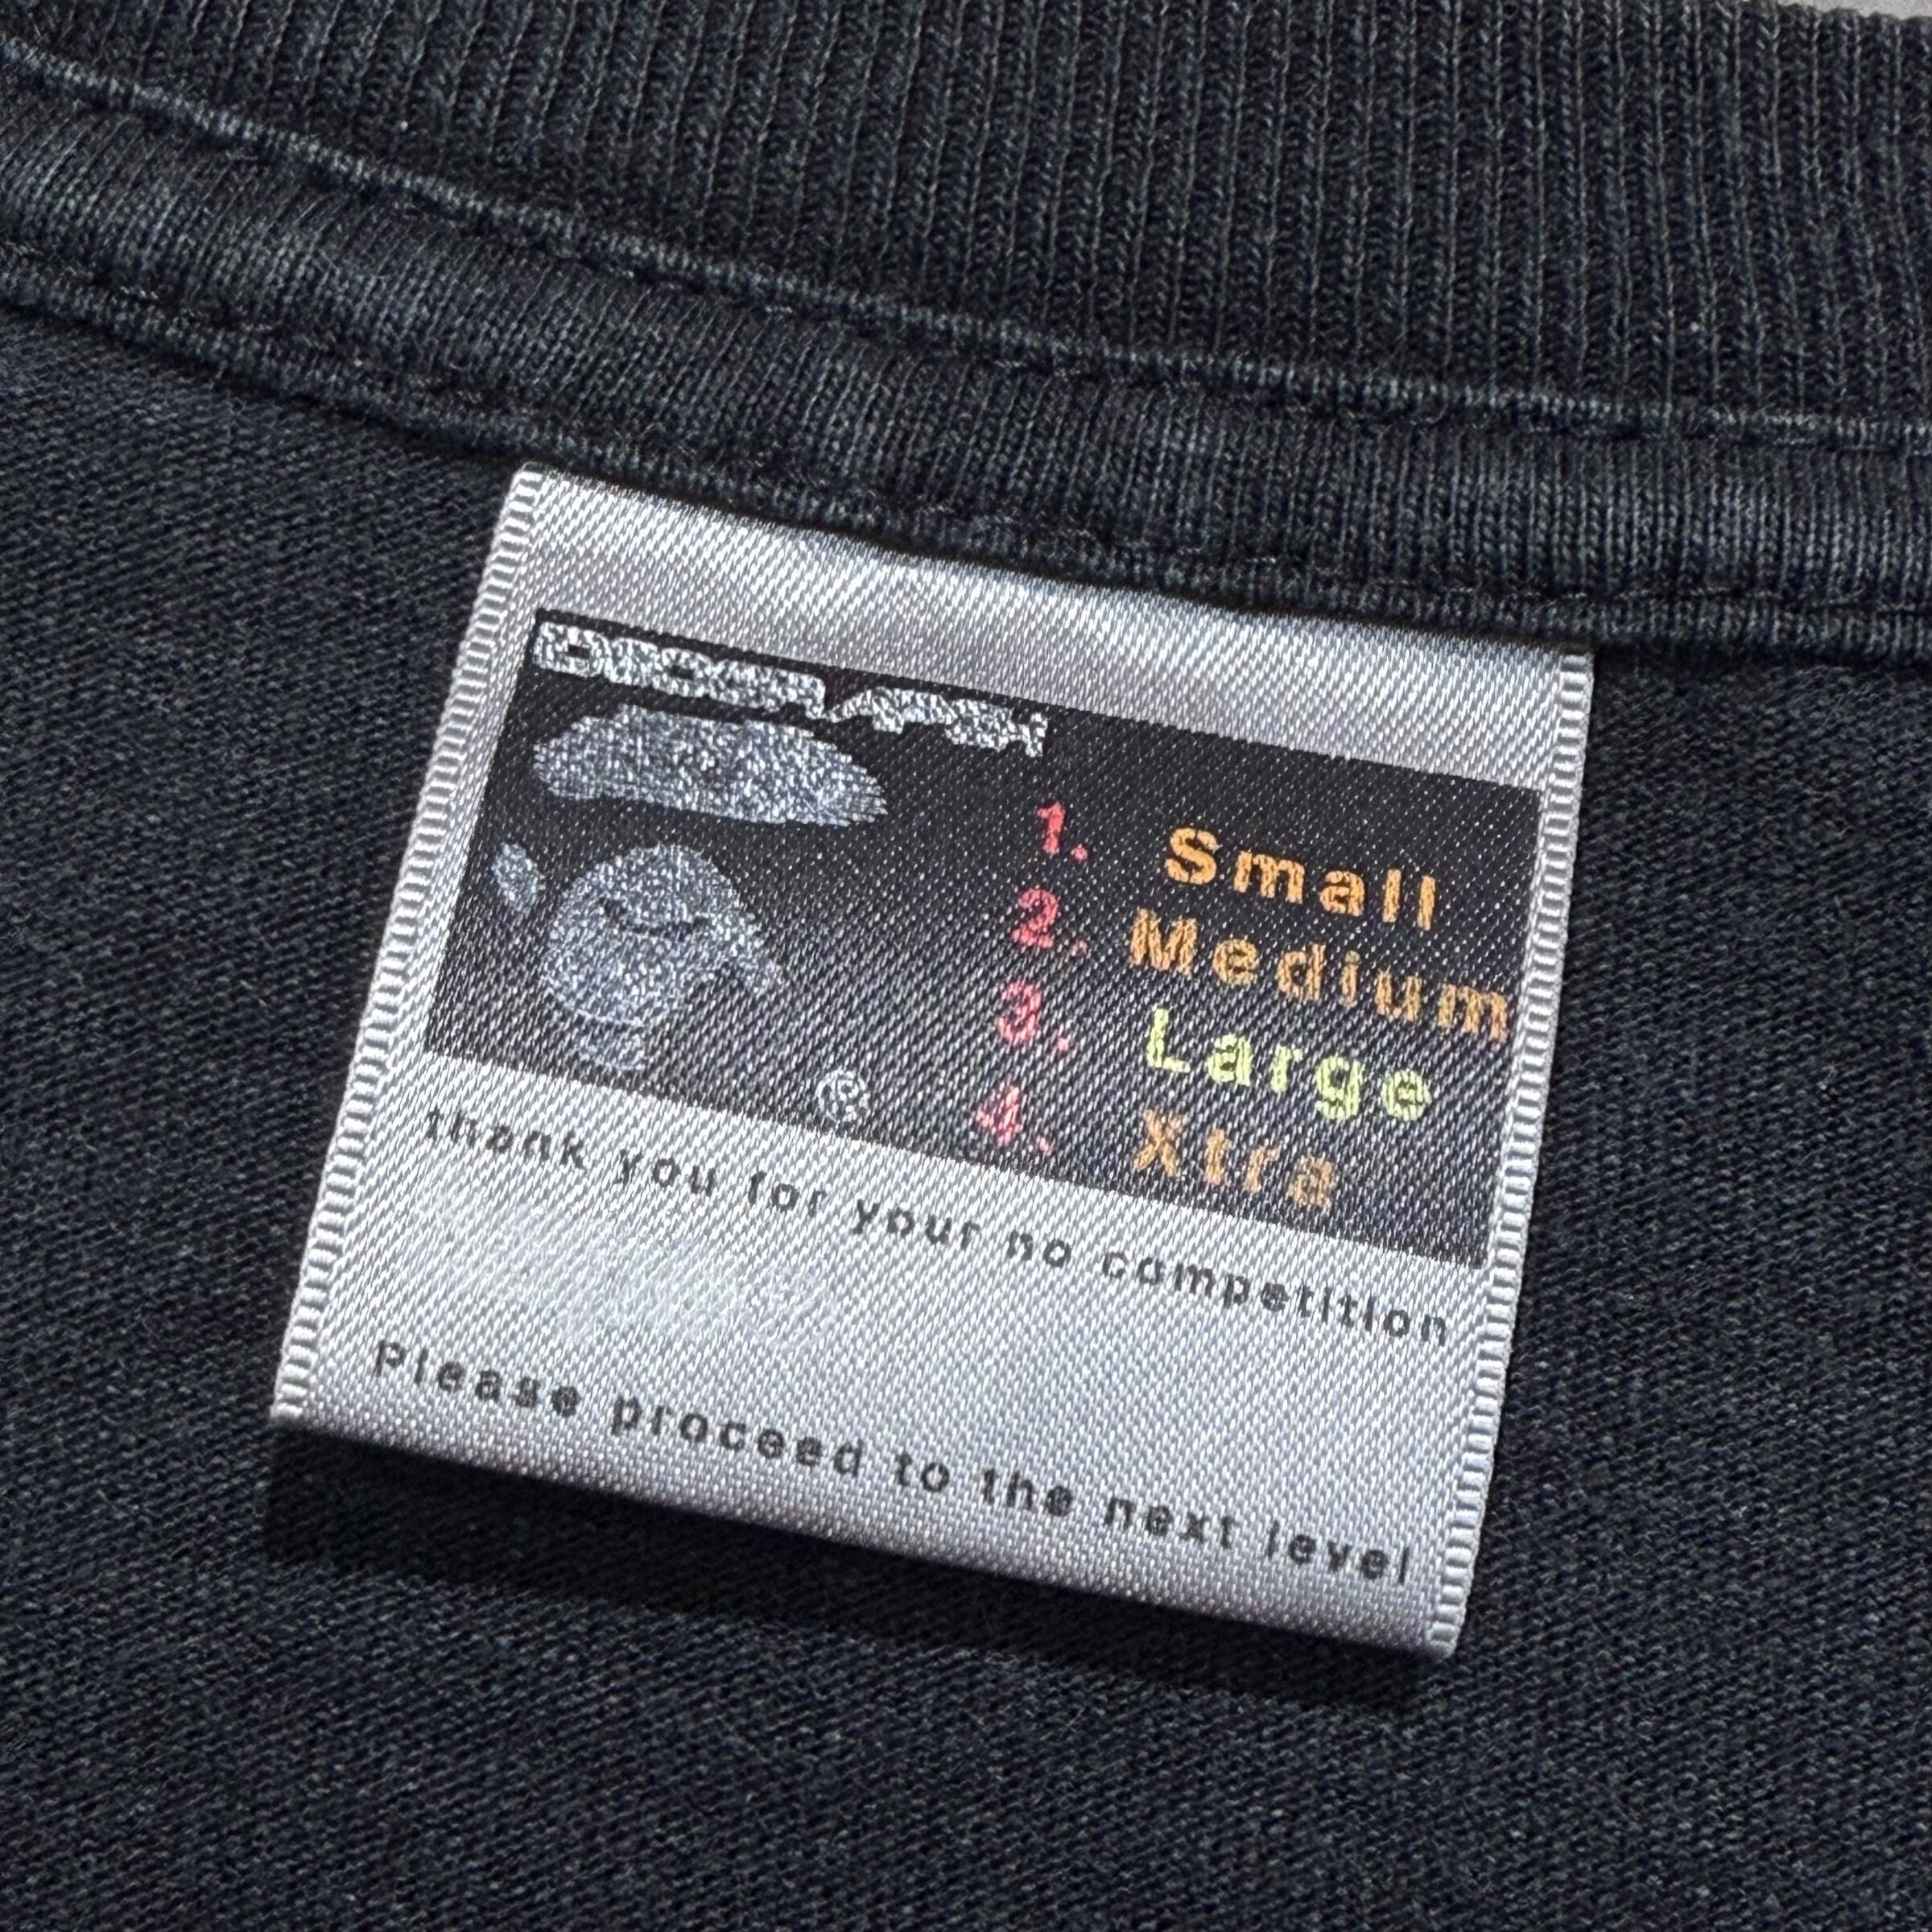 1. Small
2. Medium
3. Large
4. Xtra
®
thank you for your no competition
Please proceed to the next level